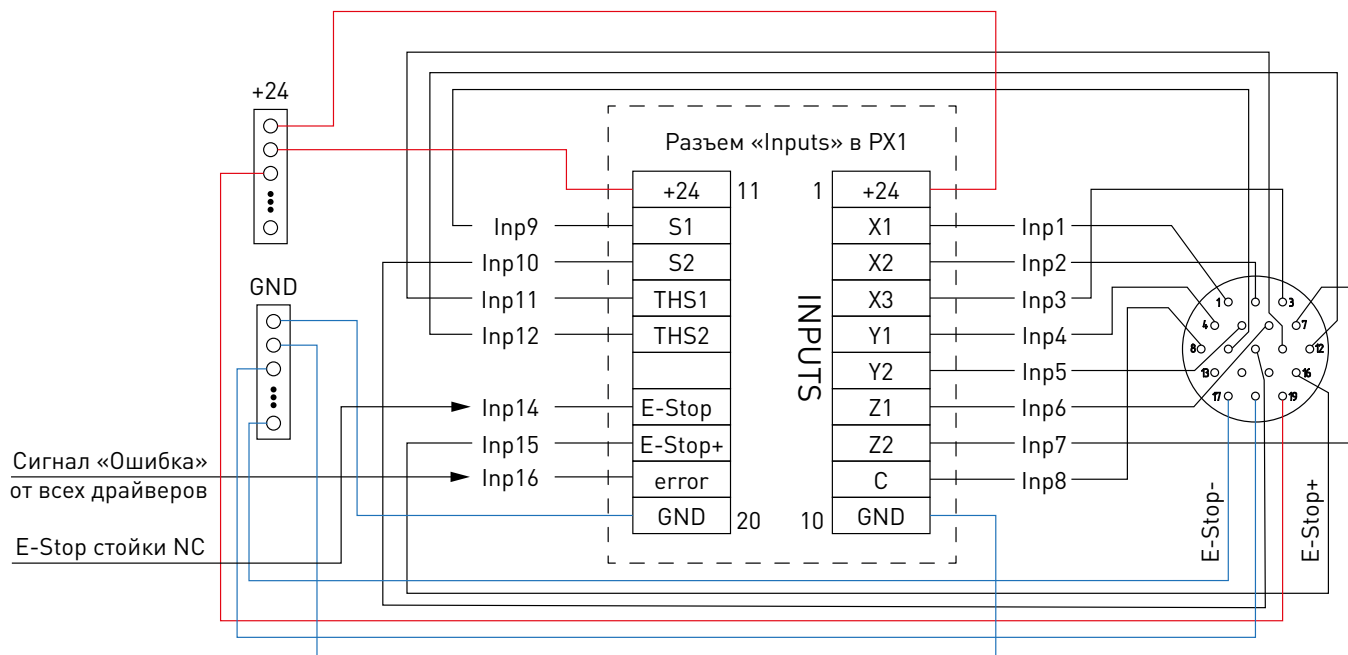 +24
GND
Разъем «Inputs» в PX1
+24
11
S1
S2
THS1
THS2
E-Stop
E-Stop+
error
GND
20
1
+24
X1
X2
X3
Y1
Y2
Z1
Z2
C
10
GND
INPUTS
Inp9
Inp10
Inp11
Inp12
Inp14
Inp15
Inp16
Inp1
Inp2
Inp3
Inp4
Inp5
Inp6
Inp7
Inp8
1
3
4
7
8
12
13
16
17
19
E-Stop-
E-Stop+
Сигнал «Ошибка»
от всех драйверов
E-Stop стойки NC